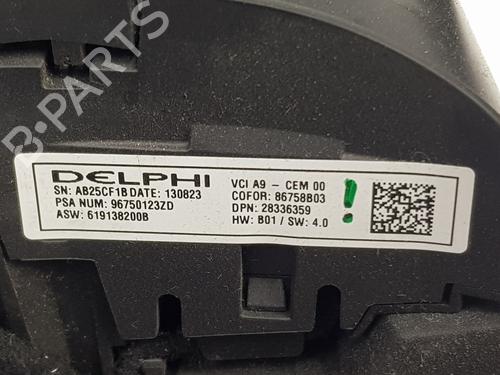 B-PARTS
DELPHI
SN: AB25CF1B DATE: 130823
PSA NUM: 96750123ZD
ASW: 619138200B
VCI A9 - CEM 00
COFOR: 86758B03
DPN: 28336359
HW: B01 / SW: 4.0
!